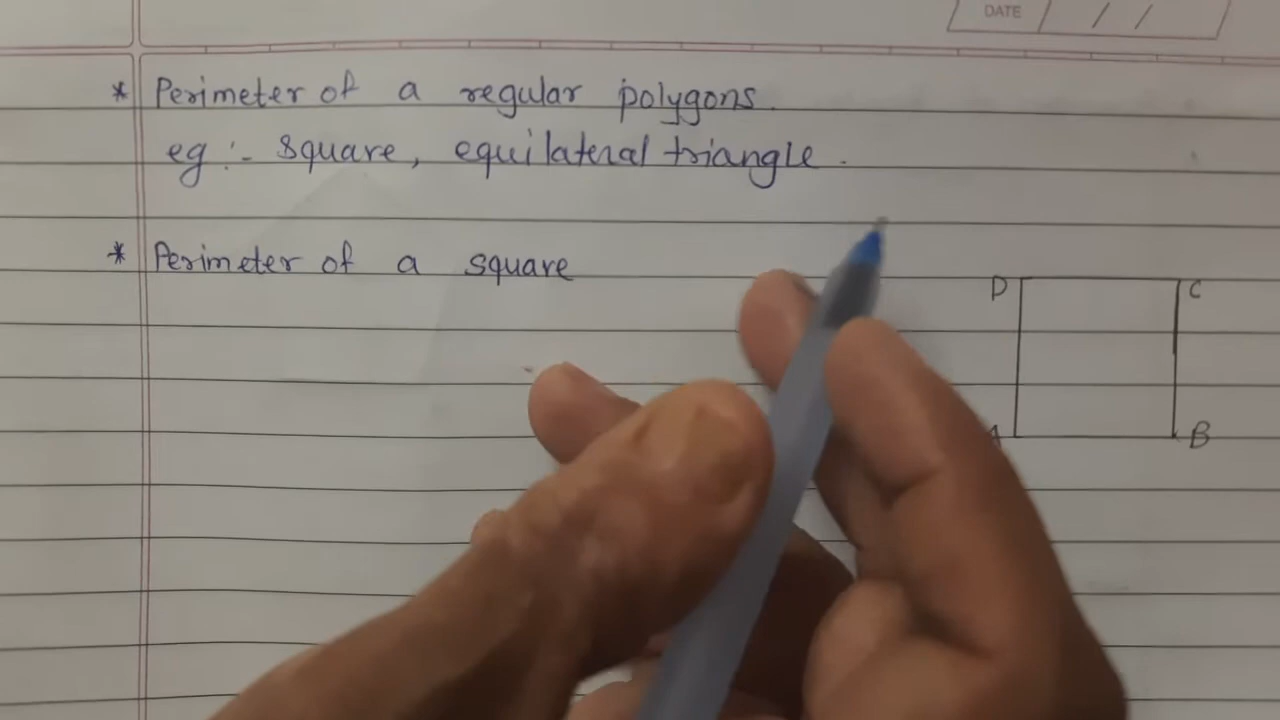 DATE / /
* Perimeter of a regular polygons.
eg :- square, equilateral triangle.
* Perimeter of a square
D C
A B